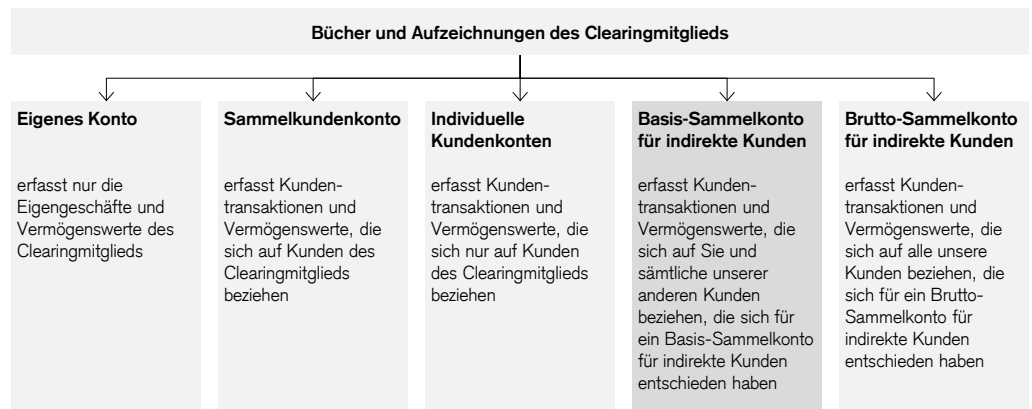 Bücher und Aufzeichnungen des Clearingmitglieds
Eigenes Konto
erfasst nur die
Eigengeschäfte und
Vermögenswerte des
Clearingmitglieds
Sammelkundenkonto
erfasst Kunden-
transaktionen und
Vermögenswerte, die
sich auf Kunden des
Clearingmitglieds
beziehen
Individuelle
Kundenkonten
erfasst Kunden-
transaktionen und
Vermögenswerte, die
sich nur auf Kunden
des Clearingmitglieds
beziehen
Basis-Sammelkonto
für indirekte Kunden
erfasst Kunden-
transaktionen und
Vermögenswerte, die
sich auf Sie und
sämtliche unserer
anderen Kunden
beziehen, die sich für
ein Basis-Sammelkonto
für indirekte Kunden
entschieden haben
Brutto-Sammelkonto
für indirekte Kunden
erfasst Kunden-
transaktionen und
Vermögenswerte, die
sich auf alle unsere
Kunden beziehen, die
sich für ein Brutto-
Sammelkonto für
indirekte Kunden
entschieden haben